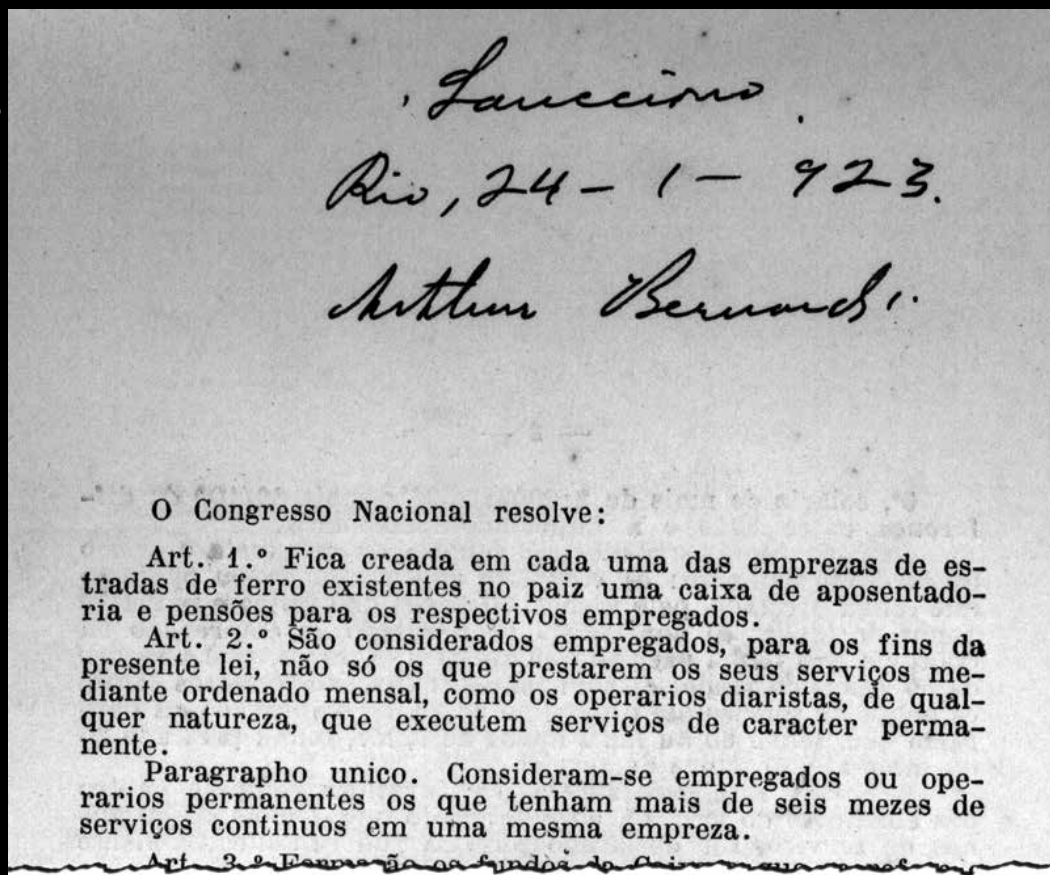 Sancciono
Rio, 24 - 1 - 923.
Arthur Bernardes.
O Congresso Nacional resolve:
Art. 1.º Fica creada em cada uma das emprezas de es-
tradas de ferro existentes no paiz uma caixa de aposentado-
ria e pensões para os respectivos empregados.
Art. 2.º São considerados empregados, para os fins da
presente lei, não só os que prestarem os seus serviços me-
diante ordenado mensal, como os operarios diaristas, de qual-
quer natureza, que executem serviços de caracter perma-
nente.
Paragrapho unico. Consideram-se empregados ou ope-
rarios permanentes os que tenham mais de seis mezes de
serviços continuos em uma mesma empreza.
Art. 3.º